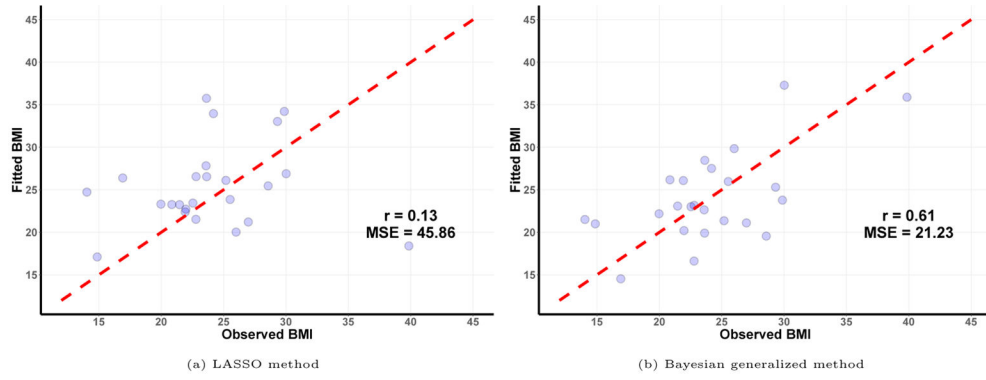 45
40
35
30
25
20
15
Fitted BMI
r = 0.13
MSE = 45.86
15 20 25 30 35 40 45
Observed BMI
(a) LASSO method
45
40
35
30
25
20
15
Fitted BMI
r = 0.61
MSE = 21.23
15 20 25 30 35 40 45
Observed BMI
(b) Bayesian generalized method